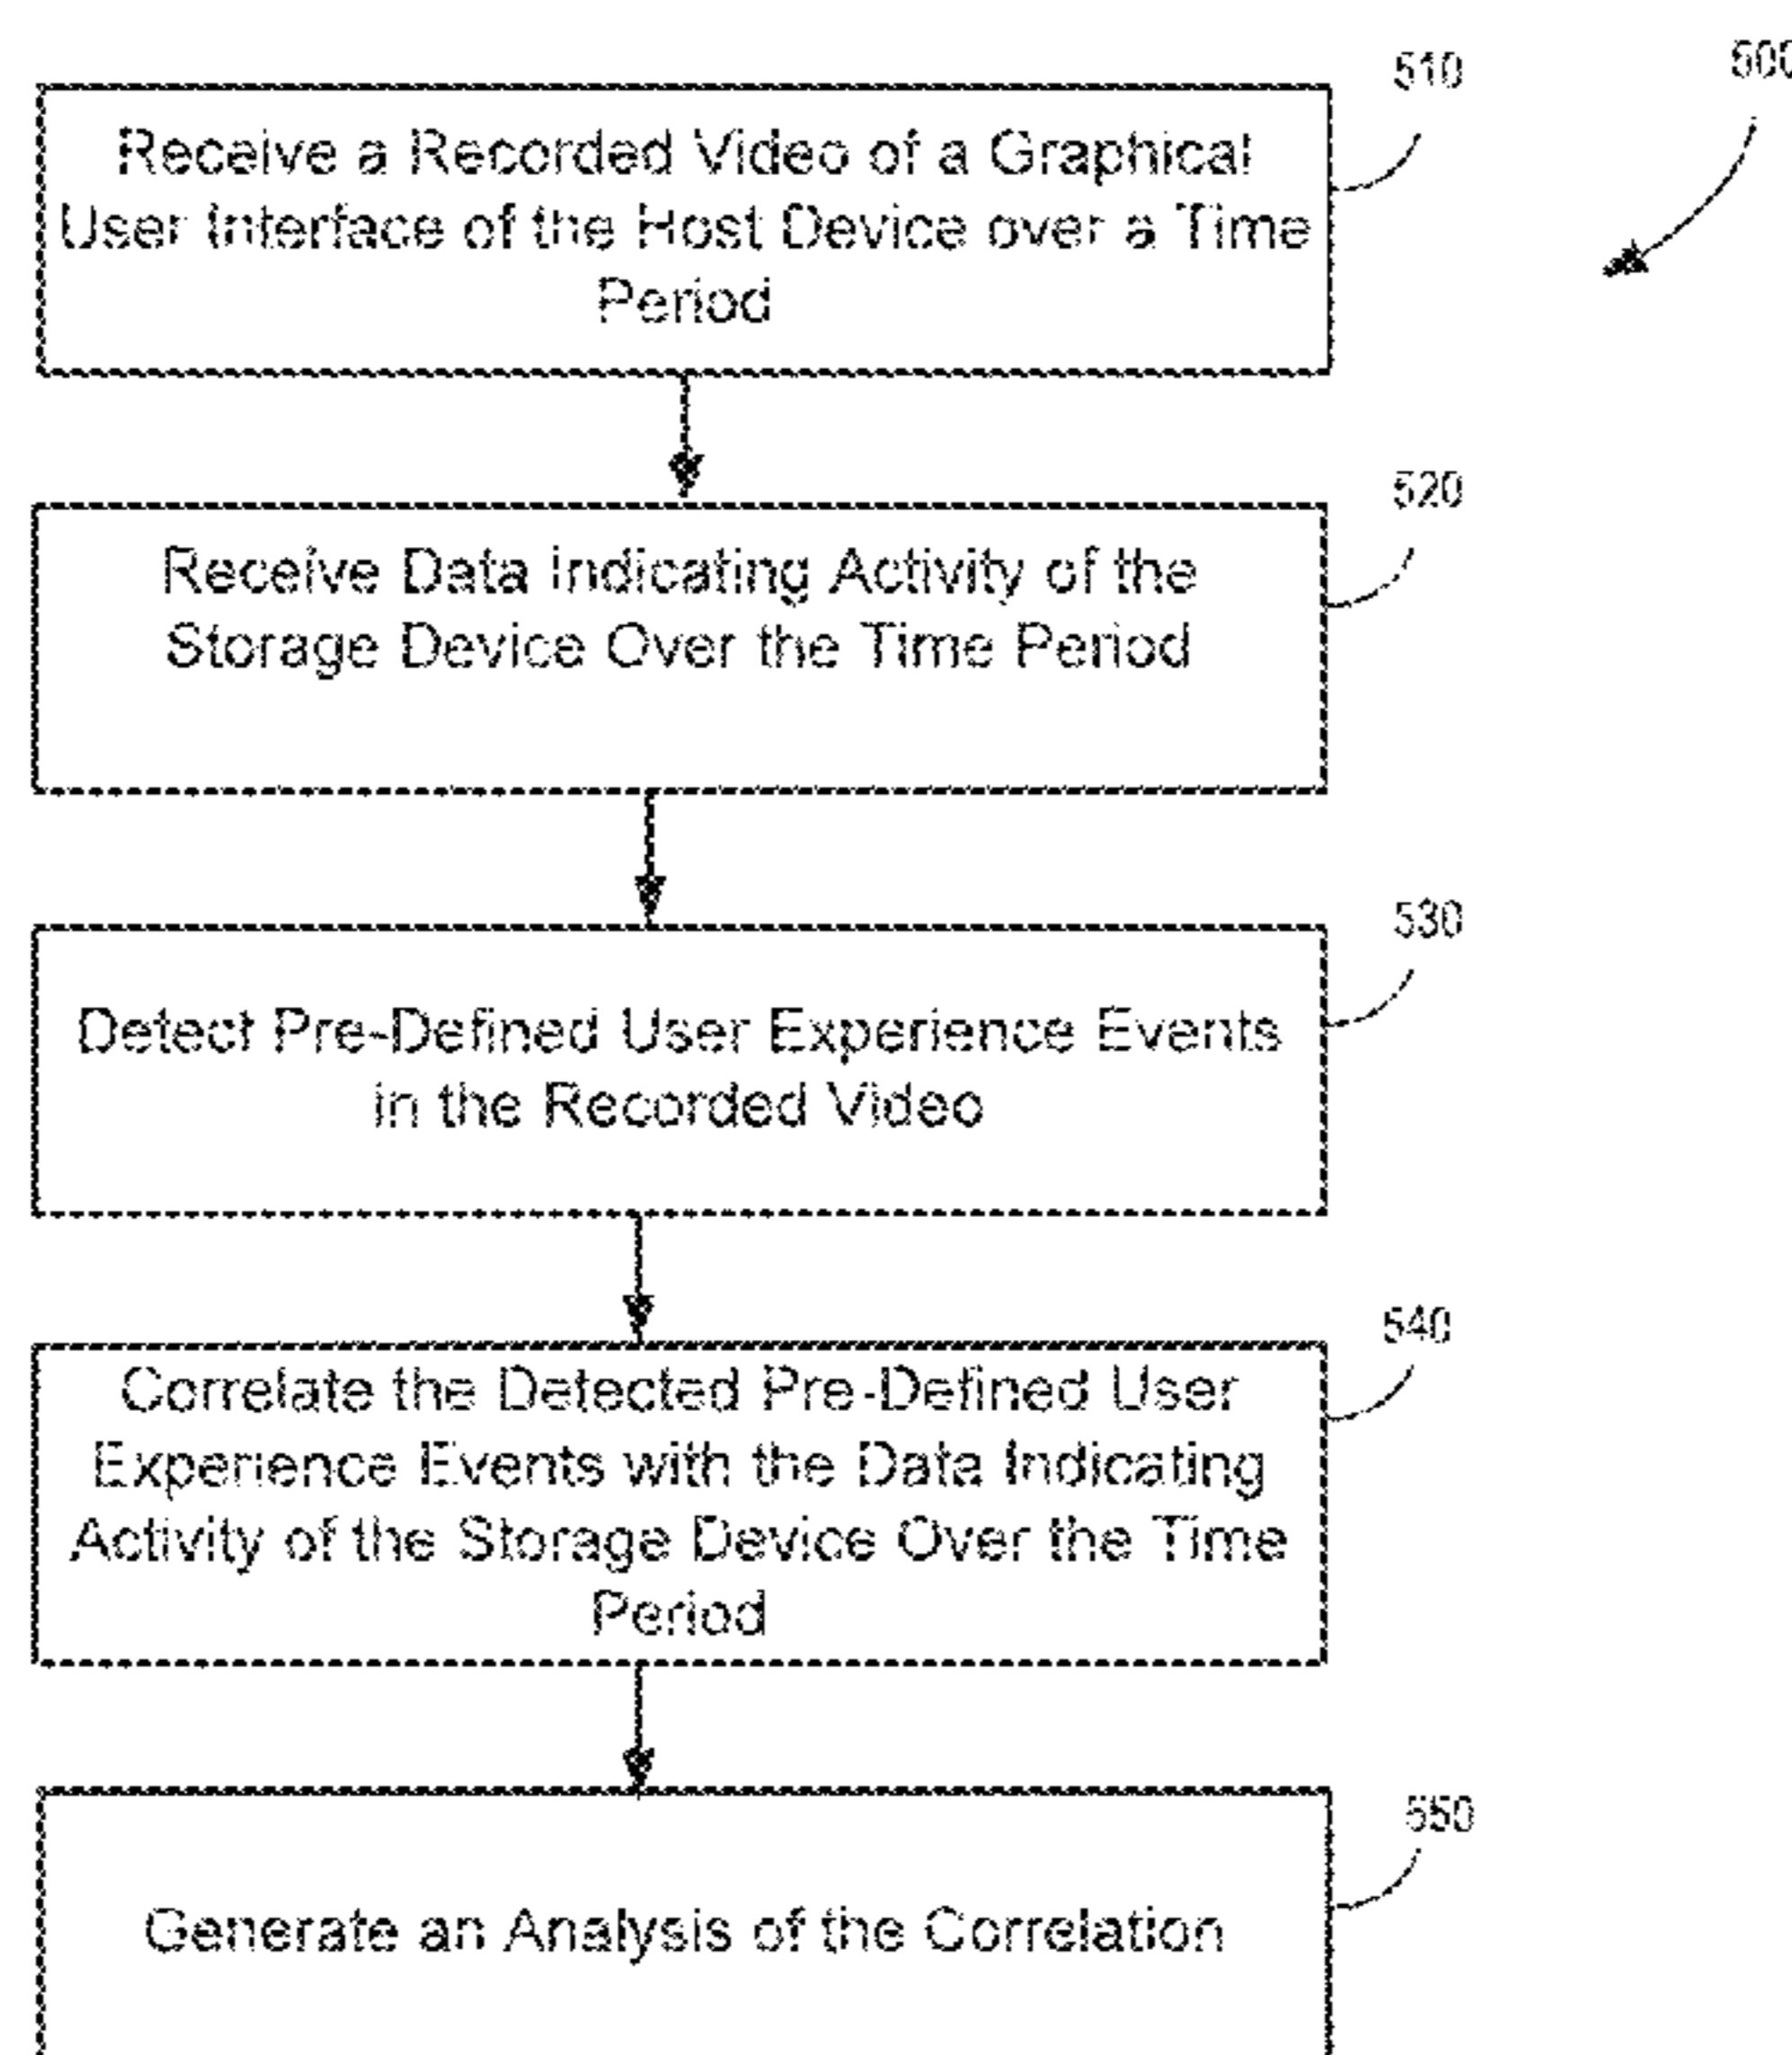 510
500
Receive a Recorded Video of a Graphical
User Interface of the Host Device over a Time
Period
520
Receive Data Indicating Activity of the
Storage Device Over the Time Period
530
Detect Pre-Defined User Experience Events
in the Recorded Video
540
Correlate the Detected Pre-Defined User
Experience Events with the Data Indicating
Activity of the Storage Device Over the Time
Period
550
Generate an Analysis of the Correlation